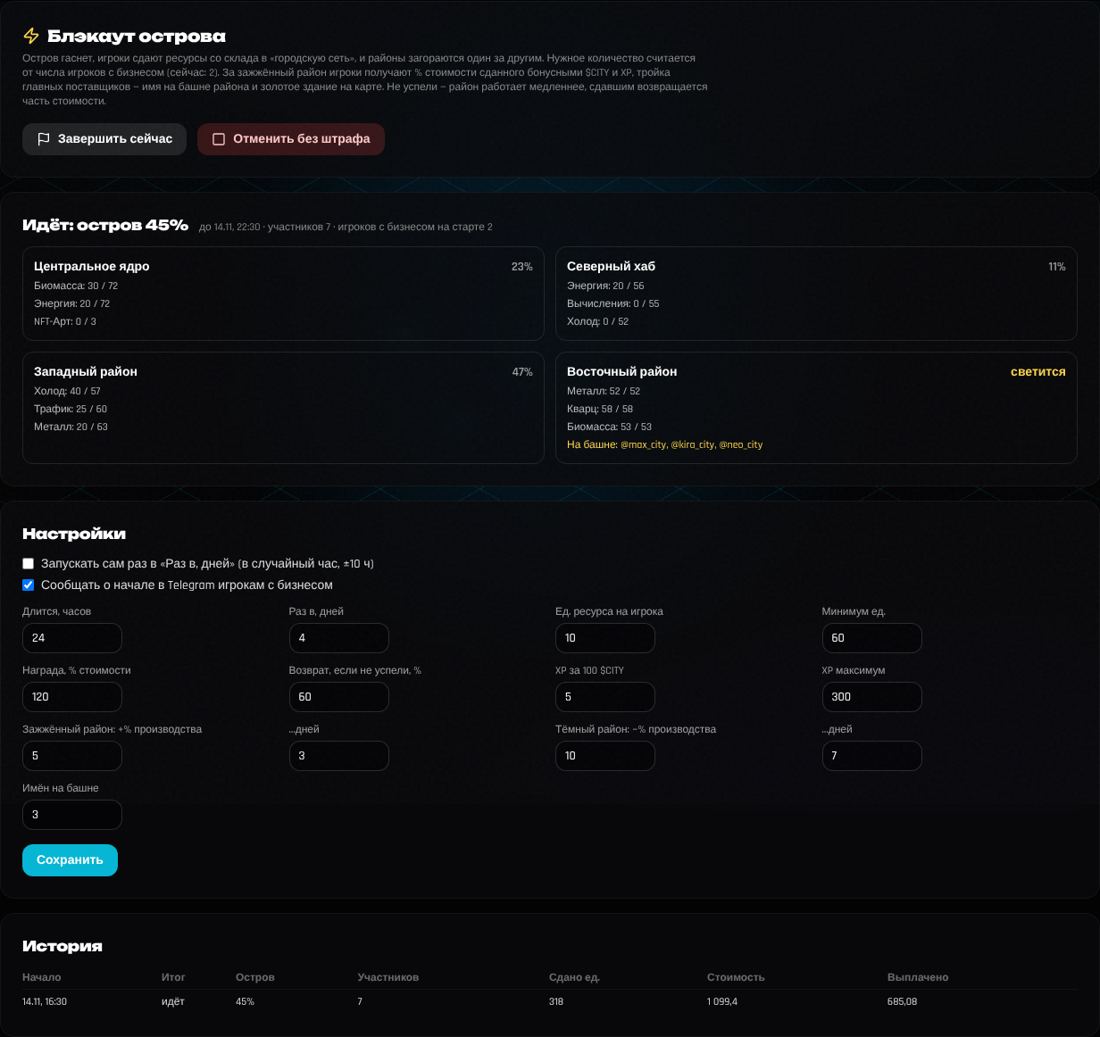 Блэкаут острова
Остров гаснет, игроки сдают ресурсы со склада в «городскую сеть», и районы загораются один за другим. Нужное количество считается
от числа игроков с бизнесом (сейчас: 2). За зажжённый район игроки получают % стоимости сданного бонусными $CITY и XP, тройка
главных поставщиков – имя на башне района и золотое здание на карте. Не успели – район работает медленнее, сдавшим возвращается
часть стоимости.
Завершить сейчас
Отменить без штрафа
Идёт: остров 45% до 14.11, 22:30 · участников 7 · игроков с бизнесом на старте 2
Центральное ядро 23%
Биомасса: 30 / 72
Энергия: 20 / 72
NFT-Арт: 0 / 3
Северный хаб 11%
Энергия: 20 / 56
Вычисления: 0 / 55
Холод: 0 / 52
Западный район 47%
Холод: 40 / 57
Трафик: 25 / 60
Металл: 20 / 63
Восточный район светится
Металл: 52 / 52
Кварц: 58 / 58
Биомасса: 53 / 53
На башне: @max_city, @kira_city, @neo_city
Настройки
Запускать сам раз в «Раз в, дней» (в случайный час, ±10 ч)
Сообщать о начале в Telegram игрокам с бизнесом
Длится, часов
24
Раз в, дней
4
Ед. ресурса на игрока
10
Минимум ед.
60
Награда, % стоимости
120
Возврат, если не успели, %
60
XP за 100 $CITY
5
XP максимум
300
Зажжённый район: +% производства
5
…дней
3
Тёмный район: −% производства
10
…дней
7
Имён на башне
3
Сохранить
История
Начало Итог Остров Участников Сдано ед. Стоимость Выплачено
14.11, 16:30 идёт 45% 7 318 1 099,4 685,08